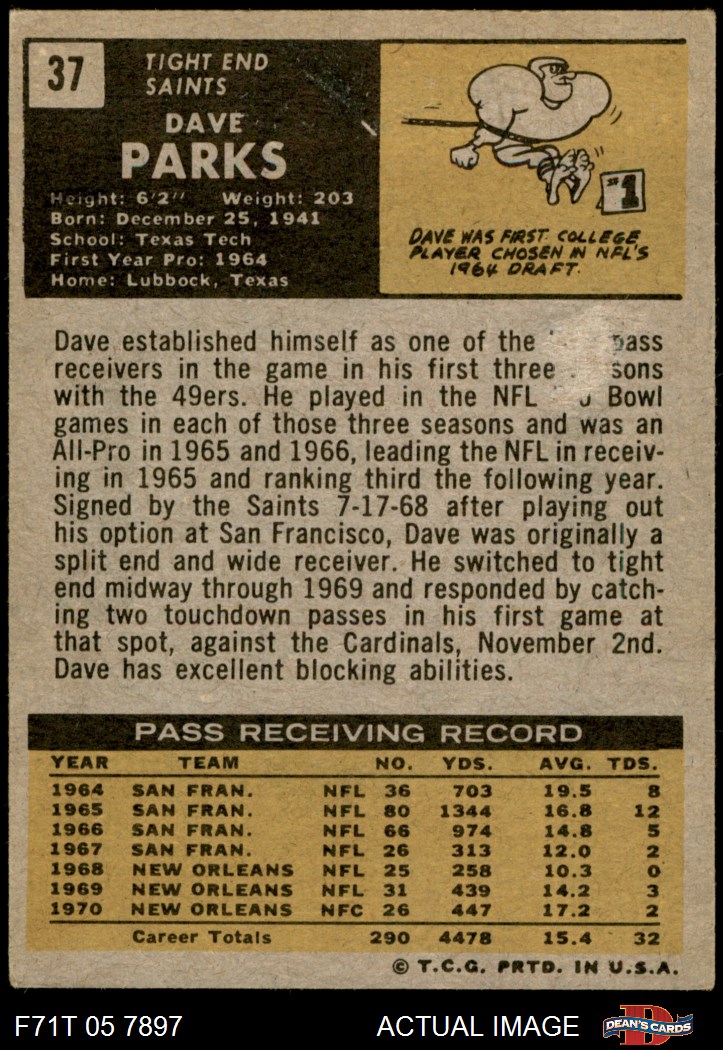 37
TIGHT END
SAINTS
DAVE
PARKS
Height: 6'2" Weight: 203
Born: December 25, 1941
School: Texas Tech
First Year Pro: 1964
Home: Lubbock, Texas
#1
DAVE WAS FIRST COLLEGE
PLAYER CHOSEN IN NFL'S
1964 DRAFT.
Dave established himself as one of the pass
receivers in the game in his first three
with the 49ers. He played in the NFL Bowl
games in each of those three seasons and was an
All-Pro in 1965 and 1966, leading the NFL in receiv-
ing in 1965 and ranking third the following year.
Signed by the Saints 7-17-68 after playing out
his option at San Francisco, Dave was originally a
split end and wide receiver. He switched to tight
end midway through 1969 and responded by catch-
ing two touchdown passes in his first game at
that spot, against the Cardinals, November 2nd.
Dave has excellent blocking abilities.
PASS RECEIVING RECORD
YEAR TEAM NO. YDS. AVG. TDS.
1964 SAN FRAN. NFL 36 703 19.5 8
1965 SAN FRAN. NFL 80 1344 16.8 12
1966 SAN FRAN. NFL 66 974 14.8 5
1967 SAN FRAN. NFL 26 313 12.0 2
1968 NEW ORLEANS NFL 25 258 10.3 0
1969 NEW ORLEANS NFL 31 439 14.2 3
1970 NEW ORLEANS NFC 26 447 17.2 2
Career Totals 290 4478 15.4 32
© T.C.G. PRTD. IN U.S.A.
F71T 05 7897 ACTUAL IMAGE
D
DEAN'S CARDS